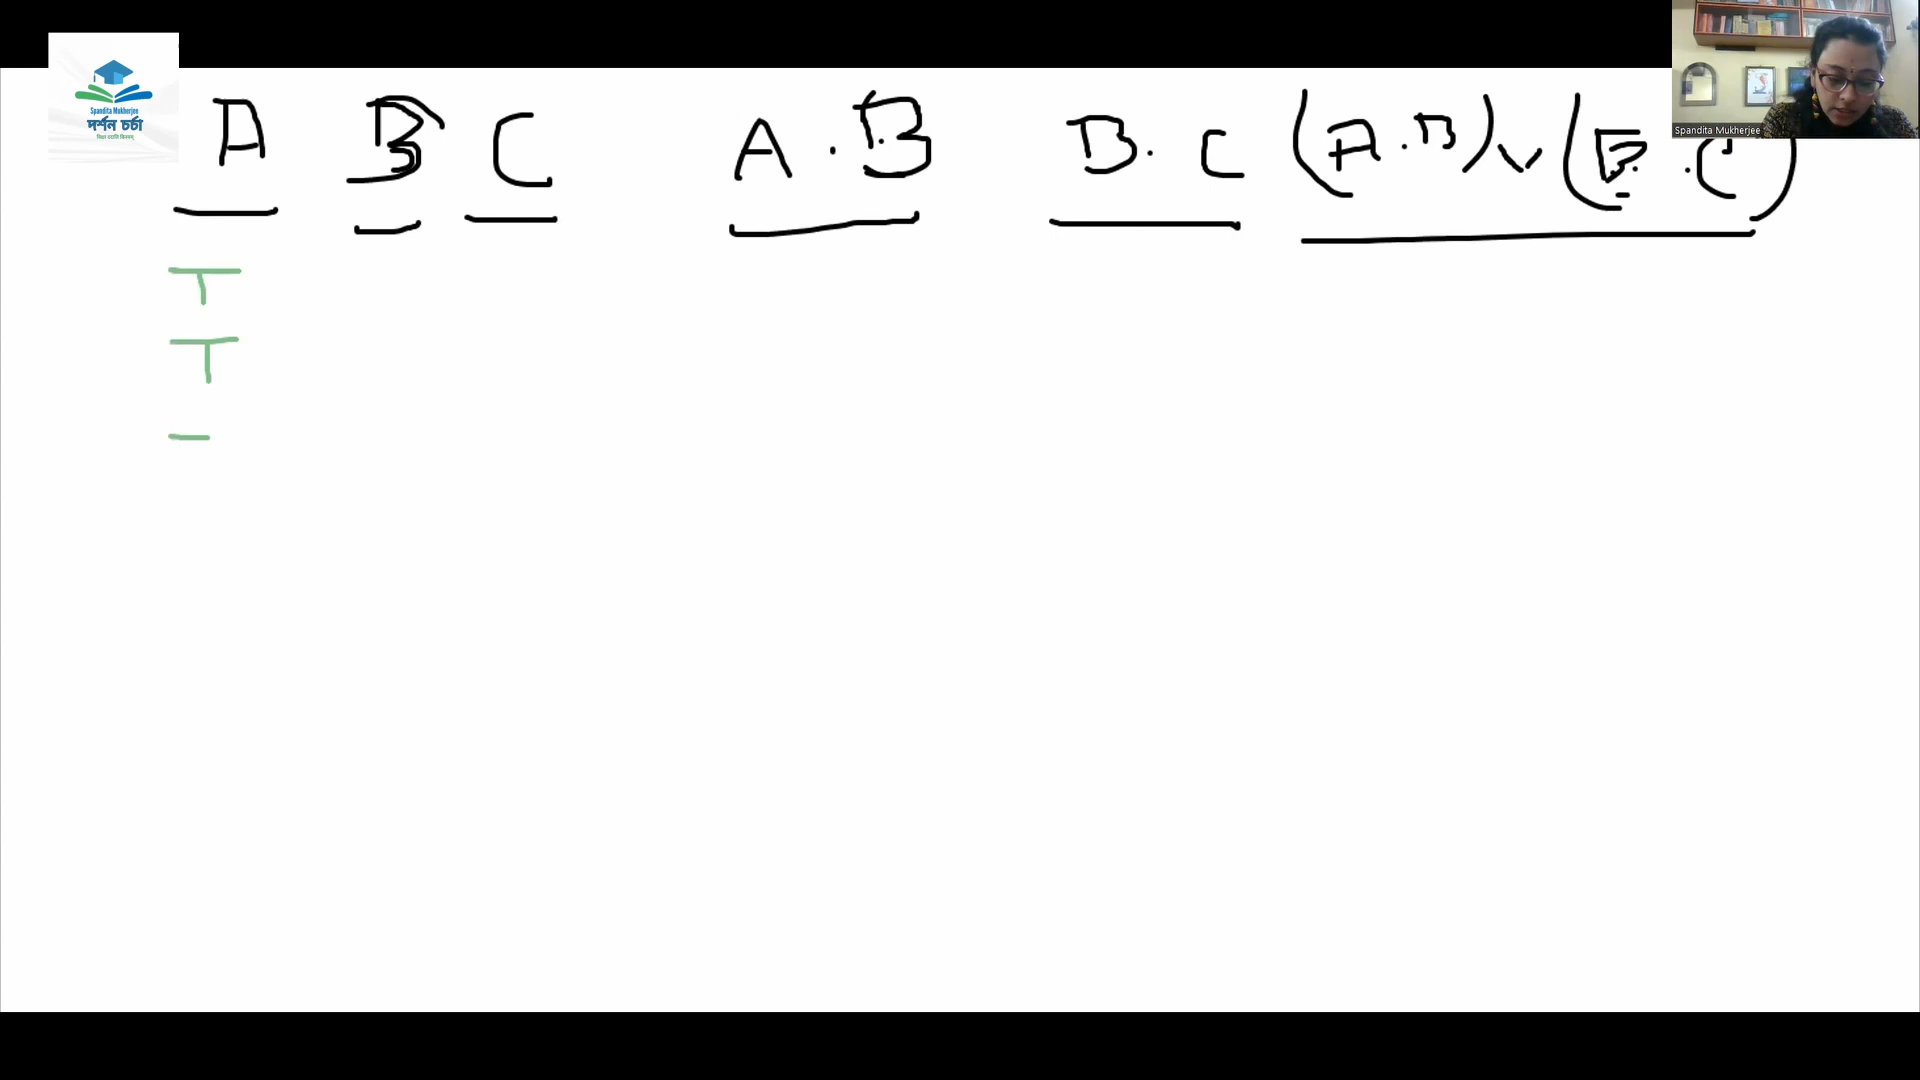 Spandita Mukherjee
দর্শন চর্চা
A B C A . B B . C (A . B) v (B . C)
T
T
Spandita Mukherjee